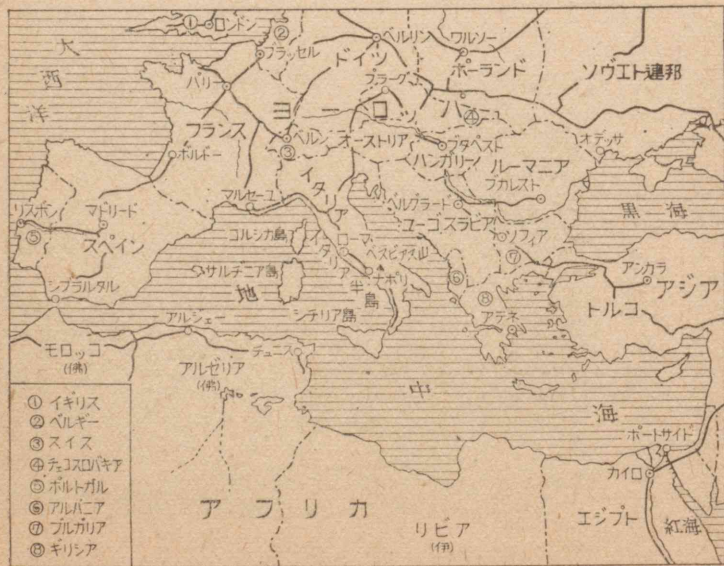 ① ロンドン
②
ベルリン
ワルソー
大西洋
ブラッセル
ドイツ
ポーランド
ソヴエト連邦
パリー
プラーグ
ヨーロッパ
④
フランス
ベルン
③
オーストリア
ブタペスト
ハンガリー
ルーマニア
オデッサ
ボルドー
イタリア
ブカレスト
マルセーユ
ベルグラード
黒海
リスボン
⑤
マドリード
スペイン
コルシカ島
ローマ
ベスビアス山
ユーゴスラビア
ソフィア
⑦
イタリア半島
ナポリ
⑥
アンカラ
アジア
サルヂニア島
ジブラルタル
地中海
⑧
アテネ
トルコ
シチリア島
アルジェー
モロッコ
(佛)
チュニス
アルゼリア
(佛)
ポートサイド
カイロ
アフリカ
リビア
(伊)
エジプト
紅海
① イギリス
② ベルギー
③ スイス
④ チェコスロバキア
⑤ ポルトガル
⑥ アルバニア
⑦ ブルガリア
⑧ ギリシア